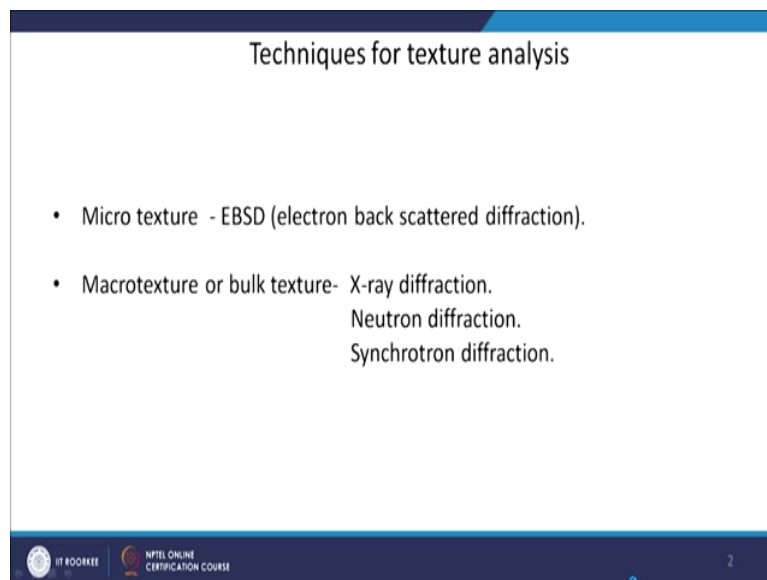 Techniques for texture analysis
• Micro texture - EBSD (electron back scattered diffraction).
• Macrotexture or bulk texture- X-ray diffraction.
Neutron diffraction.
Synchrotron diffraction.
IIT ROORKEE
NPTEL ONLINE
CERTIFICATION COURSE
2